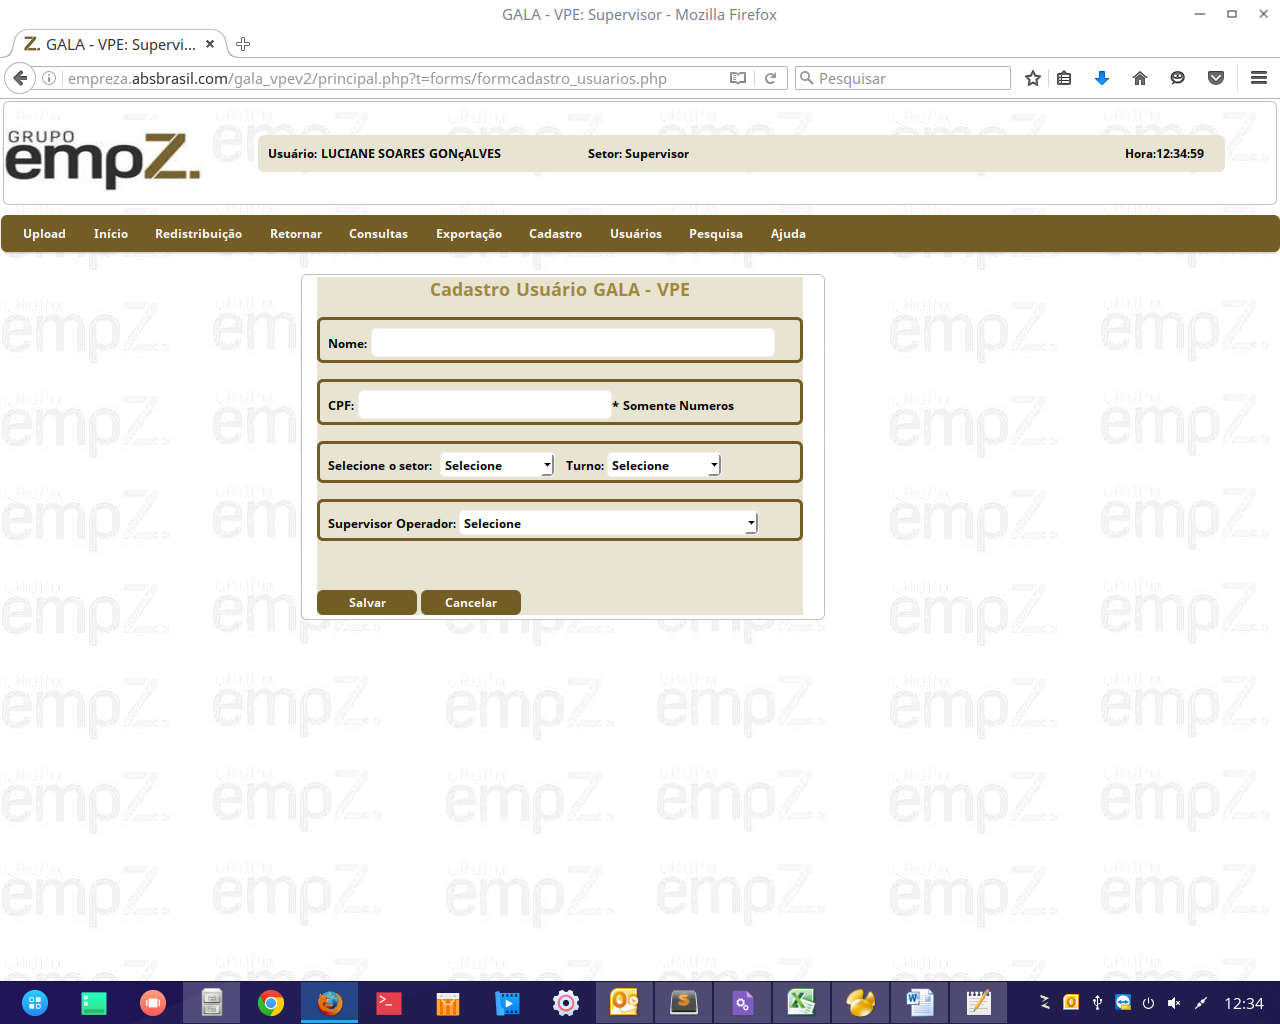 GALA - VPE: Supervisor - Mozilla Firefox
Z. GALA - VPE: Supervi...
empreza.absbrasil.com/gala_vpev2/principal.php?t=forms/formcadastro_usuarios.php
Pesquisar
GRUPO
empZ.
Usuário: LUCIANE SOARES GONçALVES Setor: Supervisor Hora:12:34:59
Upload Início Redistribuição Retornar Consultas Exportação Cadastro Usuários Pesquisa Ajuda
Cadastro Usuário GALA - VPE
Nome:
CPF: * Somente Numeros
Selecione o setor: Selecione Turno: Selecione
Supervisor Operador: Selecione
Salvar Cancelar
12:34